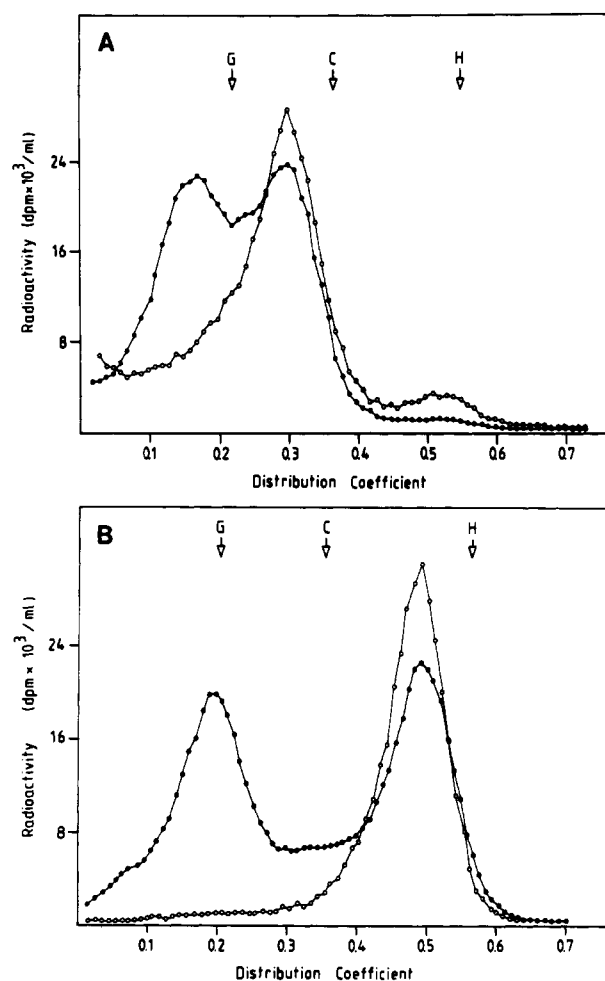 A
G C H
Radioactivity (dpm×10³/ml)
24
16
8
0.1 0.2 0.3 0.4 0.5 0.6 0.7
Distribution Coefficient
B
G C H
Radioactivity (dpm × 10³/ml)
24
16
8
0.1 0.2 0.3 0.4 0.5 0.6 0.7
Distribution Coefficient